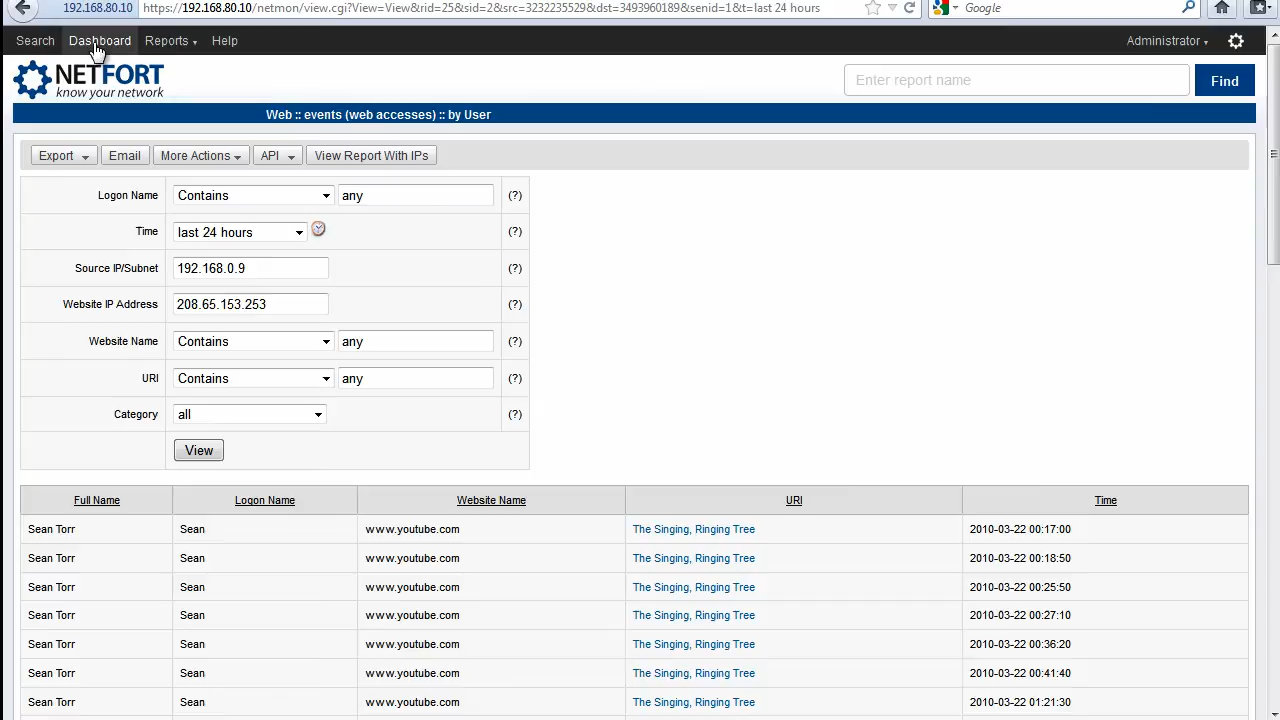 192.168.80.10 https://192.168.80.10/netmon/view.cgi?View=View&rid=25&sid=2&src=3232235529&dst=3493960189&senid=1&t=last 24 hours Google
Search Dashboard Reports Help Administrator
NETFORT
know your network
Enter report name Find
Web :: events (web accesses) :: by User
Export Email More Actions API View Report With IPs
Logon Name Contains any (?)
Time last 24 hours (?)
Source IP/Subnet 192.168.0.9 (?)
Website IP Address 208.65.153.253 (?)
Website Name Contains any (?)
URI Contains any (?)
Category all (?)
View
Full Name Logon Name Website Name URI Time
Sean Torr Sean www.youtube.com The Singing, Ringing Tree 2010-03-22 00:17:00
Sean Torr Sean www.youtube.com The Singing, Ringing Tree 2010-03-22 00:18:50
Sean Torr Sean www.youtube.com The Singing, Ringing Tree 2010-03-22 00:25:50
Sean Torr Sean www.youtube.com The Singing, Ringing Tree 2010-03-22 00:27:10
Sean Torr Sean www.youtube.com The Singing, Ringing Tree 2010-03-22 00:36:20
Sean Torr Sean www.youtube.com The Singing, Ringing Tree 2010-03-22 00:41:40
Sean Torr Sean www.youtube.com The Singing, Ringing Tree 2010-03-22 01:21:30